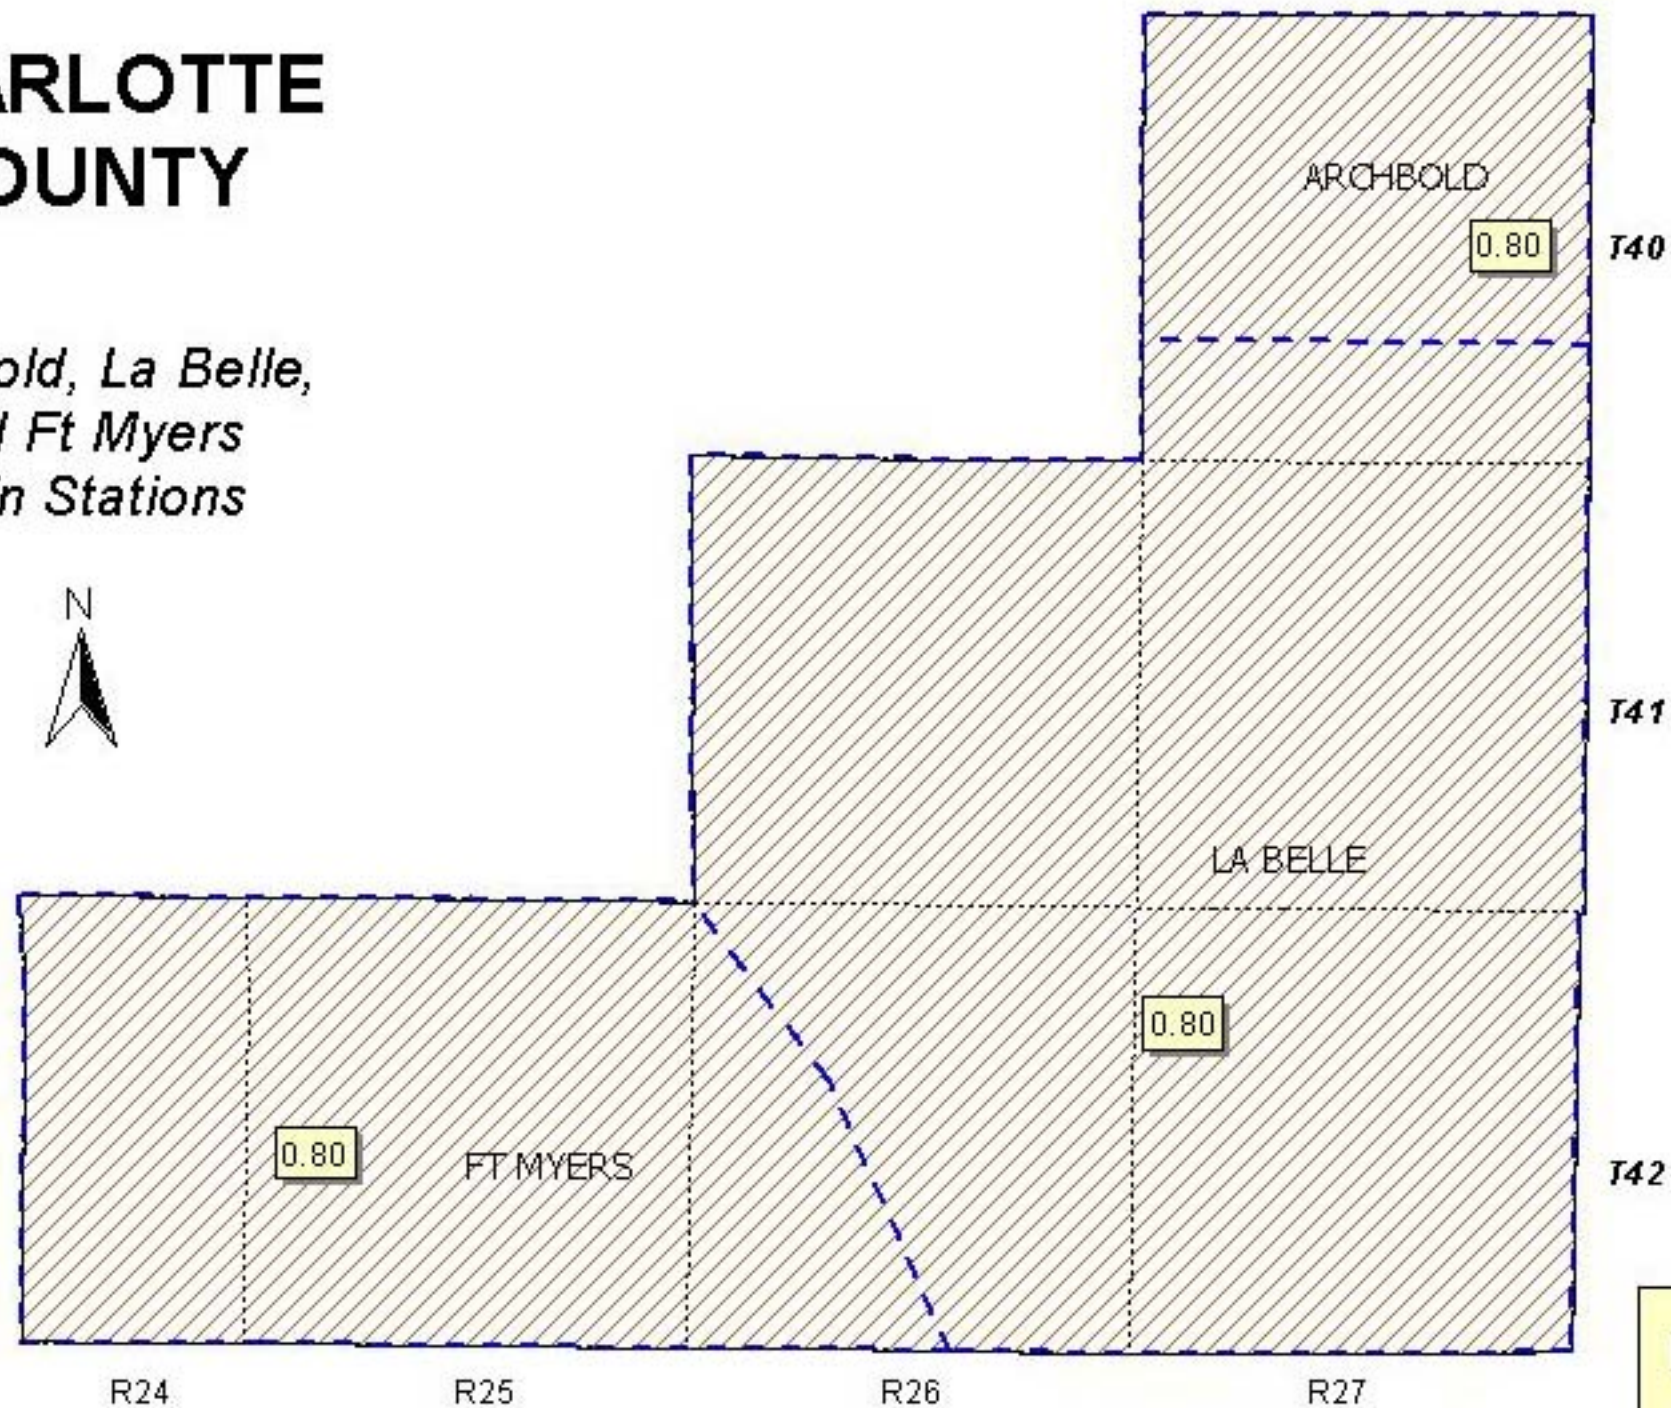 ARLOTTE
OUNTY
old, La Belle,
Ft Myers
n Stations
N
ARCHBOLD
0.80
T40
T41
LA BELLE
0.80
0.80
FT MYERS
T42
R24
R25
R26
R27